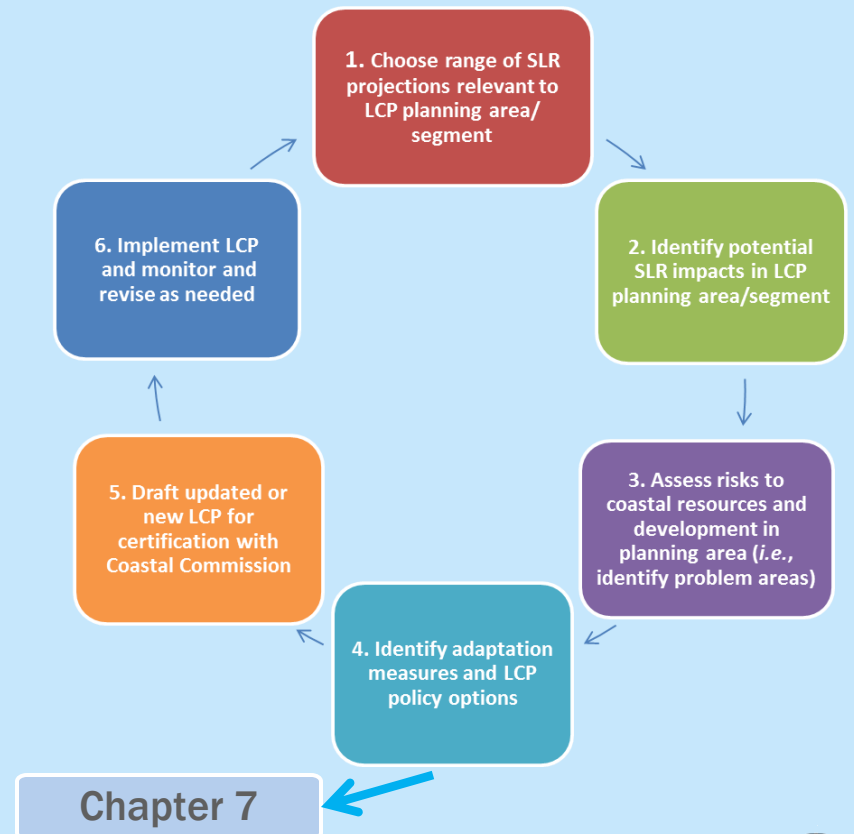 1. Choose range of SLR
projections relevant to
LCP planning area/
segment
2. Identify potential
SLR impacts in LCP
planning area/segment
3. Assess risks to
coastal resources and
development in
planning area (i.e.,
identify problem areas)
4. Identify adaptation
measures and LCP
policy options
5. Draft updated or
new LCP for
certification with
Coastal Commission
6. Implement LCP
and monitor and
revise as needed
Chapter 7